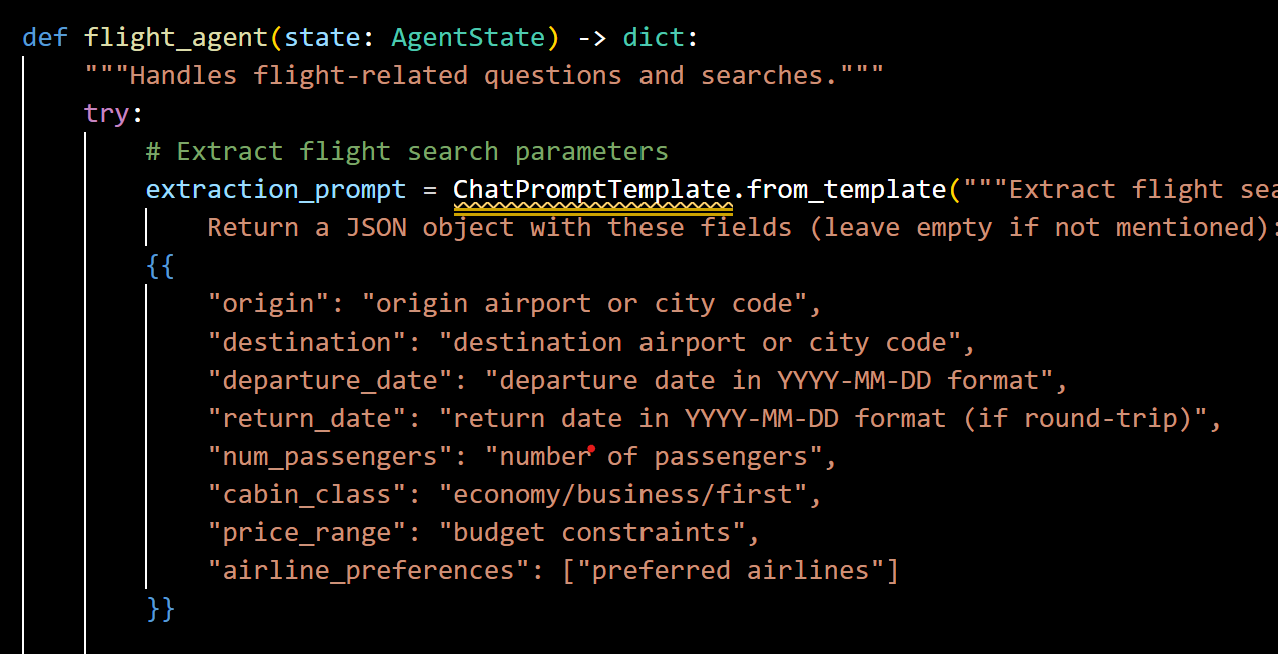 def flight_agent(state: AgentState) -> dict:
"""Handles flight-related questions and searches."""
try:
# Extract flight search parameters
extraction_prompt = ChatPromptTemplate.from_template("""Extract flight
Return a JSON object with these fields (leave empty if not mentioned):
{{
"origin": "origin airport or city code",
"destination": "destination airport or city code",
"departure_date": "departure date in YYYY-MM-DD format",
"return_date": "return date in YYYY-MM-DD format (if round-trip)",
"num_passengers": "number of passengers",
"cabin_class": "economy/business/first",
"price_range": "budget constraints",
"airline_preferences": ["preferred airlines"]
}}